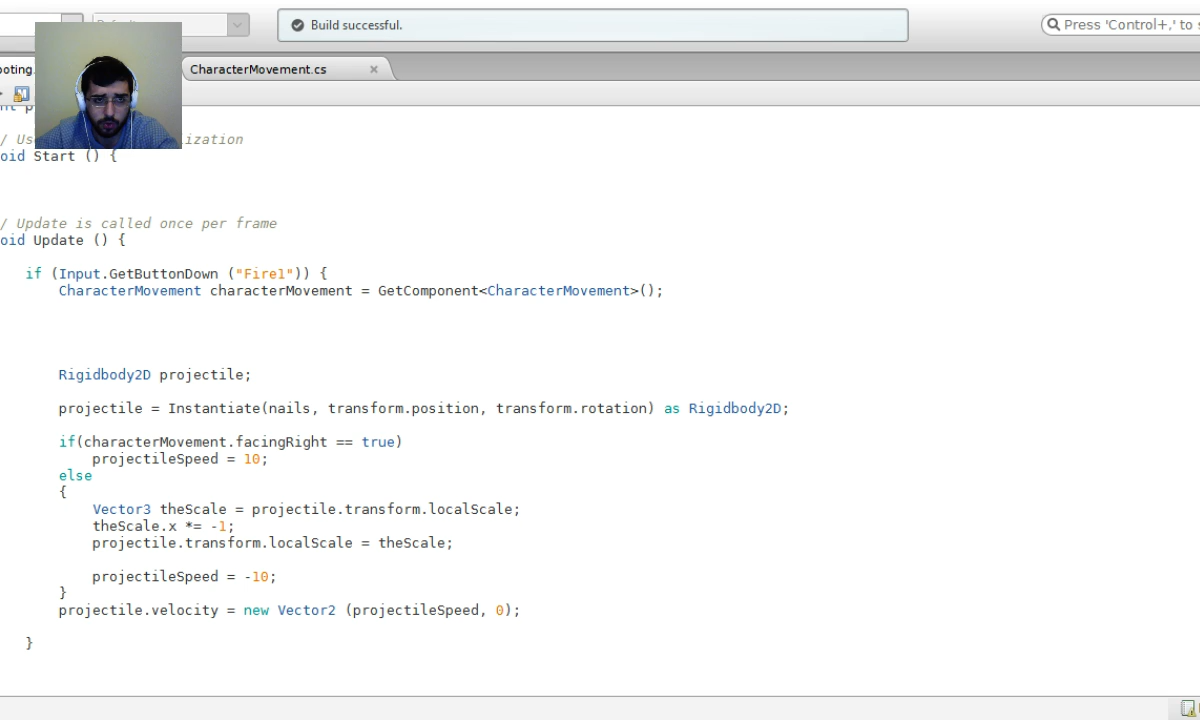 Default
Build successful.
Press 'Control+,' to
ooting.
CharacterMovement.cs
/ Us ization
oid Start () {
/ Update is called once per frame
oid Update () {
if (Input.GetButtonDown ("Fire1")) {
CharacterMovement characterMovement = GetComponent<CharacterMovement>();
Rigidbody2D projectile;
projectile = Instantiate(nails, transform.position, transform.rotation) as Rigidbody2D;
if(characterMovement.facingRight == true)
projectileSpeed = 10;
else
{
Vector3 theScale = projectile.transform.localScale;
theScale.x *= -1;
projectile.transform.localScale = theScale;
projectileSpeed = -10;
}
projectile.velocity = new Vector2 (projectileSpeed, 0);
}